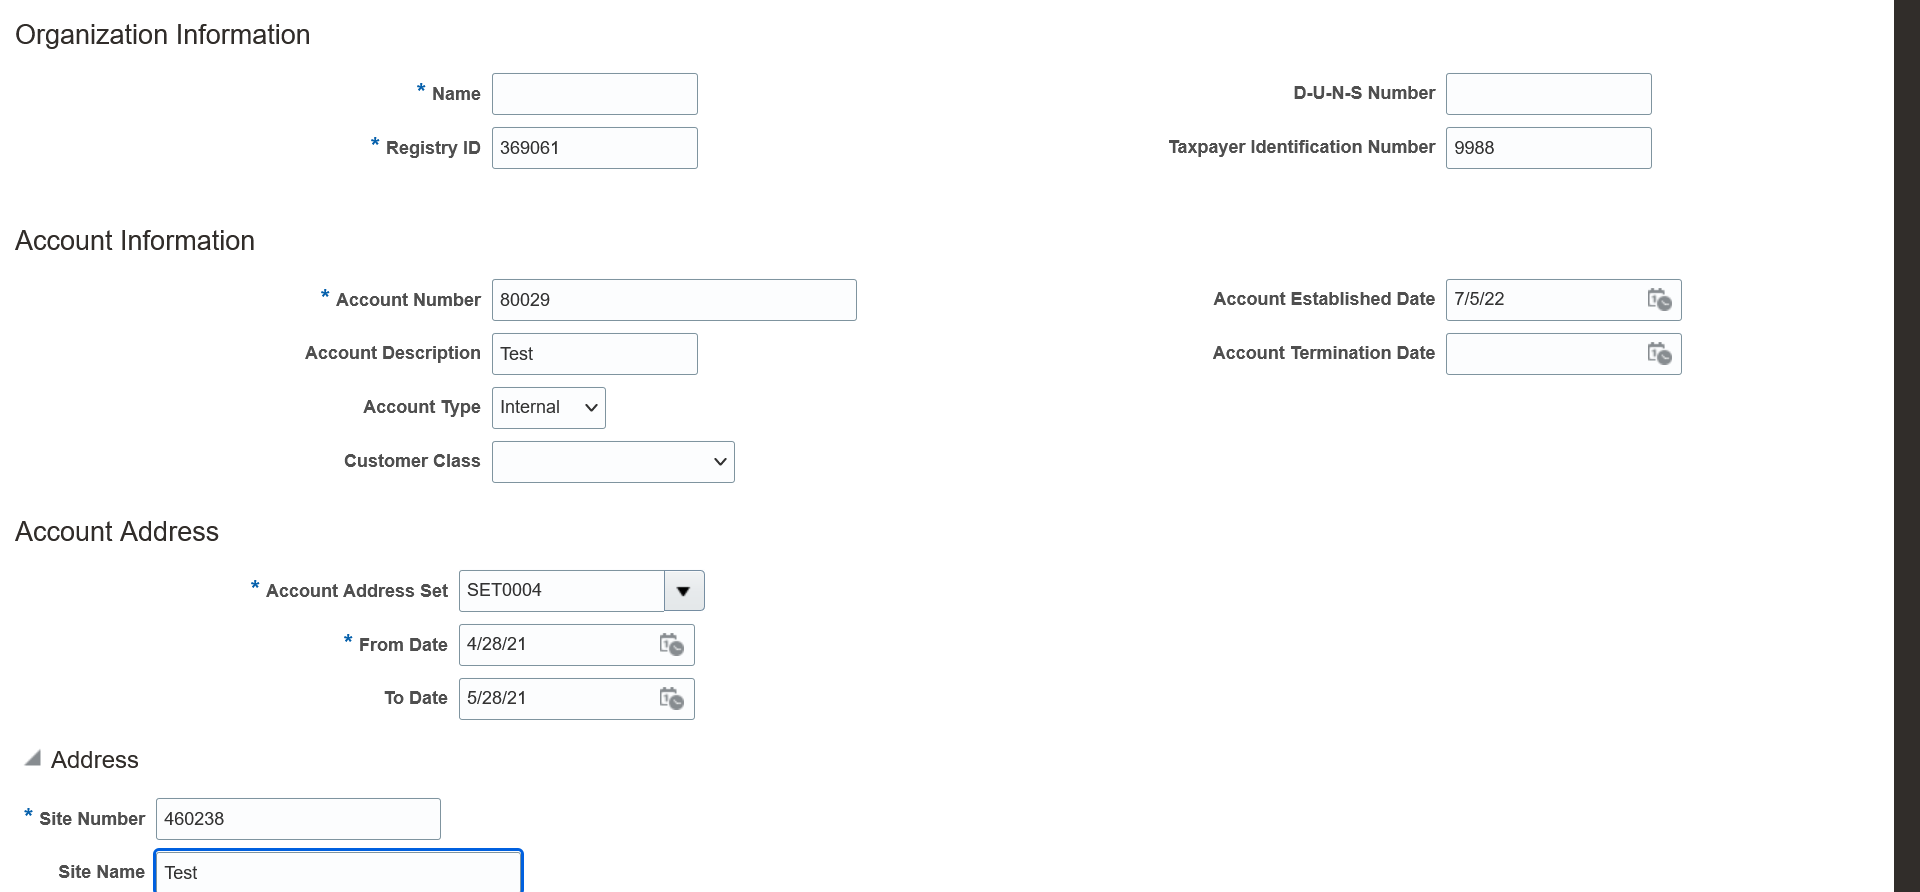 Organization Information
* Name
D-U-N-S Number
* Registry ID 369061
Taxpayer Identification Number 9988
Account Information
* Account Number 80029
Account Established Date 7/5/22
Account Description Test
Account Termination Date
Account Type Internal
Customer Class
Account Address
* Account Address Set SET0004
* From Date 4/28/21
To Date 5/28/21
Address
* Site Number 460238
Site Name Test